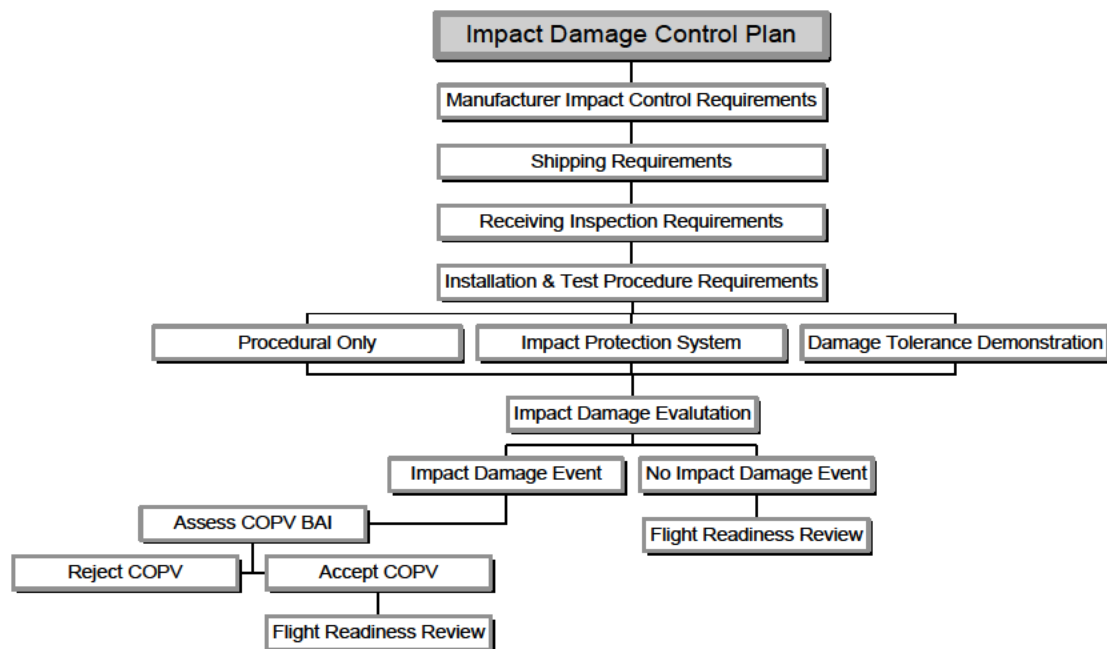 Impact Damage Control Plan
Manufacturer Impact Control Requirements
Shipping Requirements
Receiving Inspection Requirements
Installation & Test Procedure Requirements
Procedural Only
Impact Protection System
Damage Tolerance Demonstration
Impact Damage Evalutation
Impact Damage Event
No Impact Damage Event
Assess COPV BAI
Flight Readiness Review
Reject COPV
Accept COPV
Flight Readiness Review